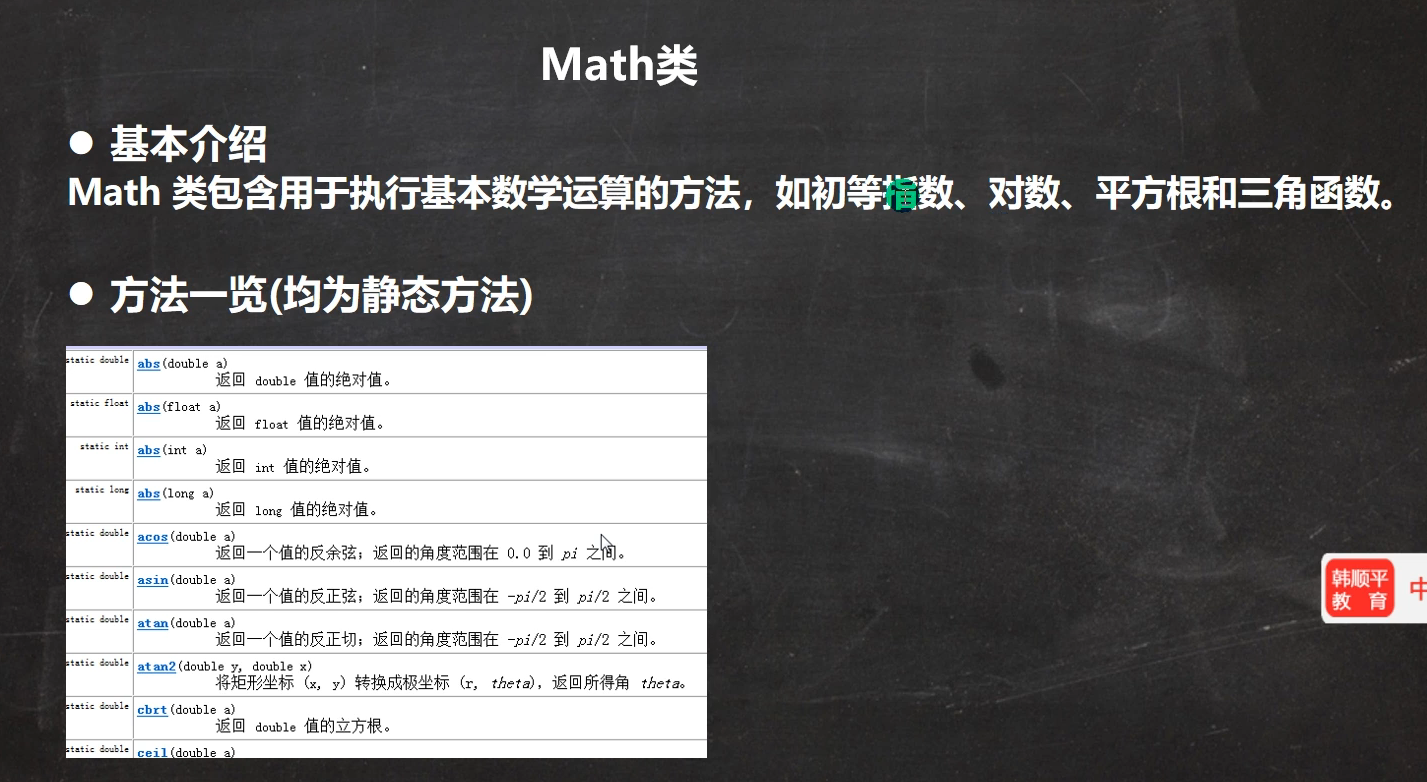 Math类
● 基本介绍
Math 类包含用于执行基本数学运算的方法，如初等指数、对数、平方根和三角函数。
● 方法一览(均为静态方法)
static double abs(double a)
返回 double 值的绝对值。
static float abs(float a)
返回 float 值的绝对值。
static int abs(int a)
返回 int 值的绝对值。
static long abs(long a)
返回 long 值的绝对值。
static double acos(double a)
返回一个值的反余弦；返回的角度范围在 0.0 到 pi 之间。
static double asin(double a)
返回一个值的反正弦；返回的角度范围在 -pi/2 到 pi/2 之间。
static double atan(double a)
返回一个值的反正切；返回的角度范围在 -pi/2 到 pi/2 之间。
static double atan2(double y, double x)
将矩形坐标 (x, y) 转换成极坐标 (r, theta)，返回所得角 theta。
static double cbrt(double a)
返回 double 值的立方根。
static double ceil(double a)
韩顺平
教 育
中